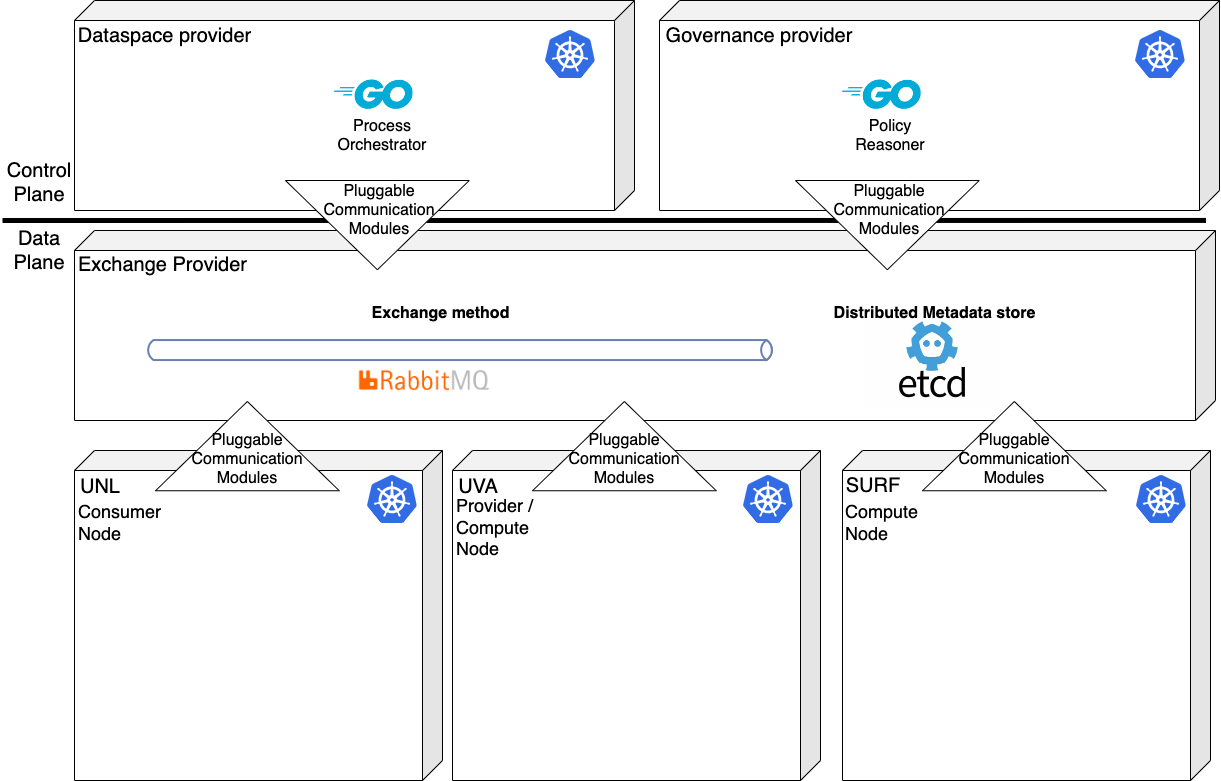 Dataspace provider
GO
Process
Orchestrator
Governance provider
GO
Policy
Reasoner
Control
Plane
Pluggable
Communication
Modules
Pluggable
Communication
Modules
Data
Plane
Exchange Provider
Exchange method
RabbitMQ
Distributed Metadata store
etcd
Pluggable
Communication
Modules
UNL
Consumer
Node
Pluggable
Communication
Modules
UVA
Provider /
Compute
Node
Pluggable
Communication
Modules
SURF
Compute
Node